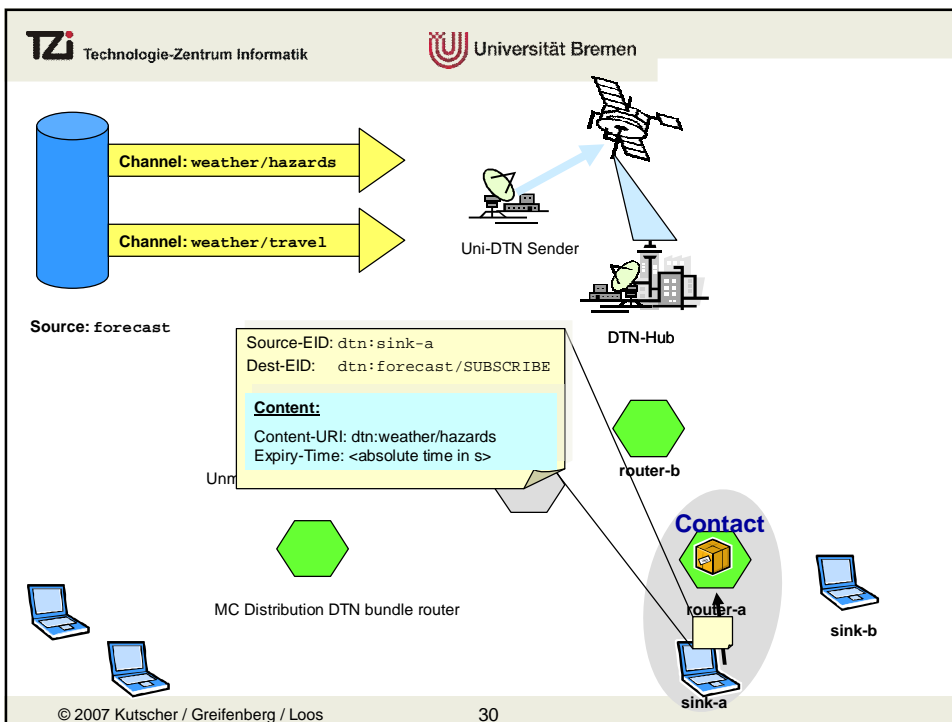 TZi Technologie-Zentrum Informatik
Universität Bremen
Channel: weather/hazards
Channel: weather/travel
Source: forecast
Uni-DTN Sender
DTN-Hub
Source-EID: dtn:sink-a
Dest-EID: dtn:forecast/SUBSCRIBE
Content:
Content-URI: dtn:weather/hazards
Expiry-Time: <absolute time in s>
router-b
Contact
router-a
MC Distribution DTN bundle router
sink-b
sink-a
© 2007 Kutscher / Greifenberg / Loos
30